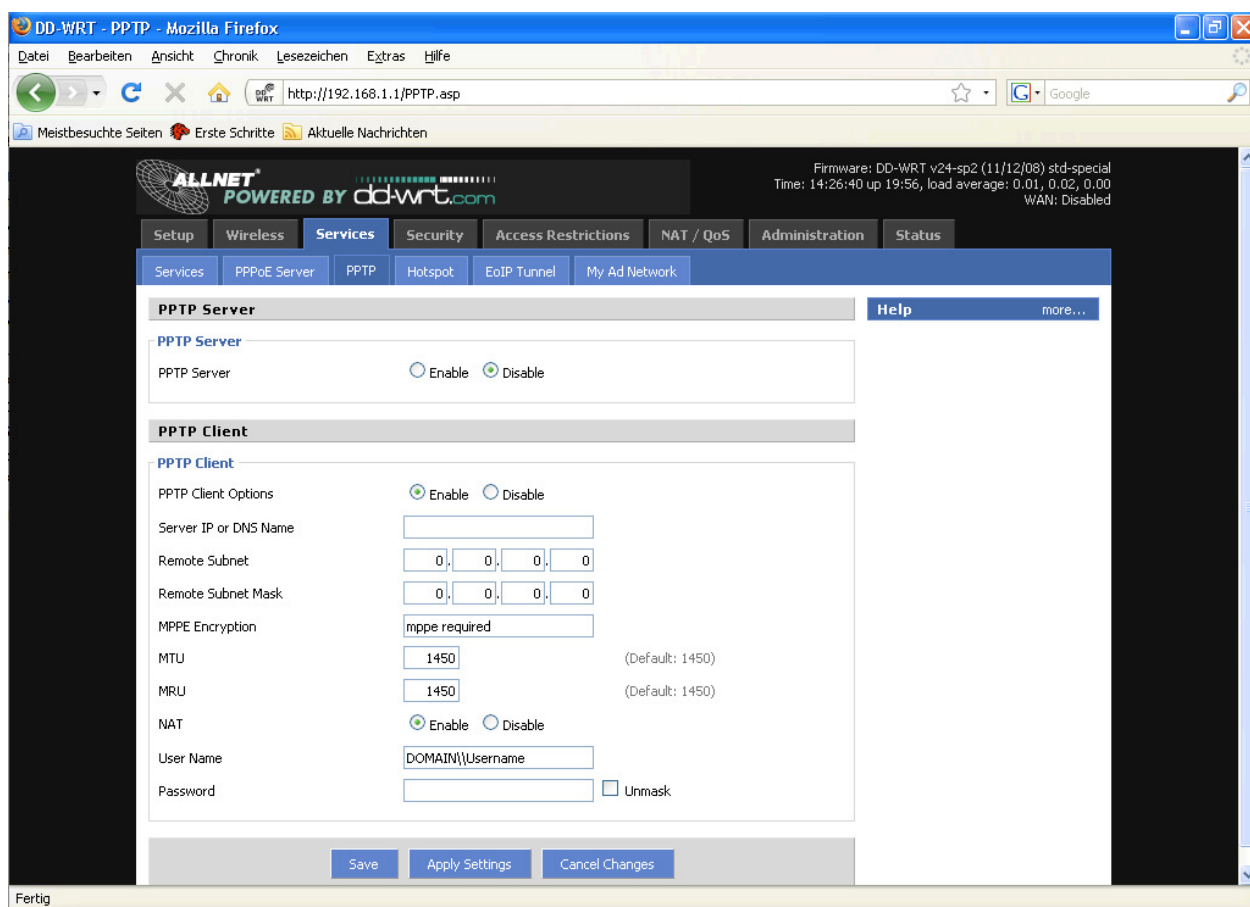 DD-WRT - PPTP - Mozilla Firefox
Datei Bearbeiten Ansicht Chronik Lesezeichen Extras Hilfe
DD WRT http://192.168.1.1/PPTP.asp G Google
Meistbesuchte Seiten Erste Schritte Aktuelle Nachrichten
ALLNET®
POWERED BY dd-wrt.com
Firmware: DD-WRT v24-sp2 (11/12/08) std-special
Time: 14:26:40 up 19:56, load average: 0.01, 0.02, 0.00
WAN: Disabled
Setup Wireless Services Security Access Restrictions NAT / QoS Administration Status
Services PPPoE Server PPTP Hotspot EoIP Tunnel My Ad Network
PPTP Server
Help more...
PPTP Server
PPTP Server Enable Disable
PPTP Client
PPTP Client
PPTP Client Options Enable Disable
Server IP or DNS Name
Remote Subnet 0. 0. 0. 0
Remote Subnet Mask 0. 0. 0. 0
MPPE Encryption mppe required
MTU 1450 (Default: 1450)
MRU 1450 (Default: 1450)
NAT Enable Disable
User Name DOMAIN\\Username
Password Unmask
Save Apply Settings Cancel Changes
Fertig